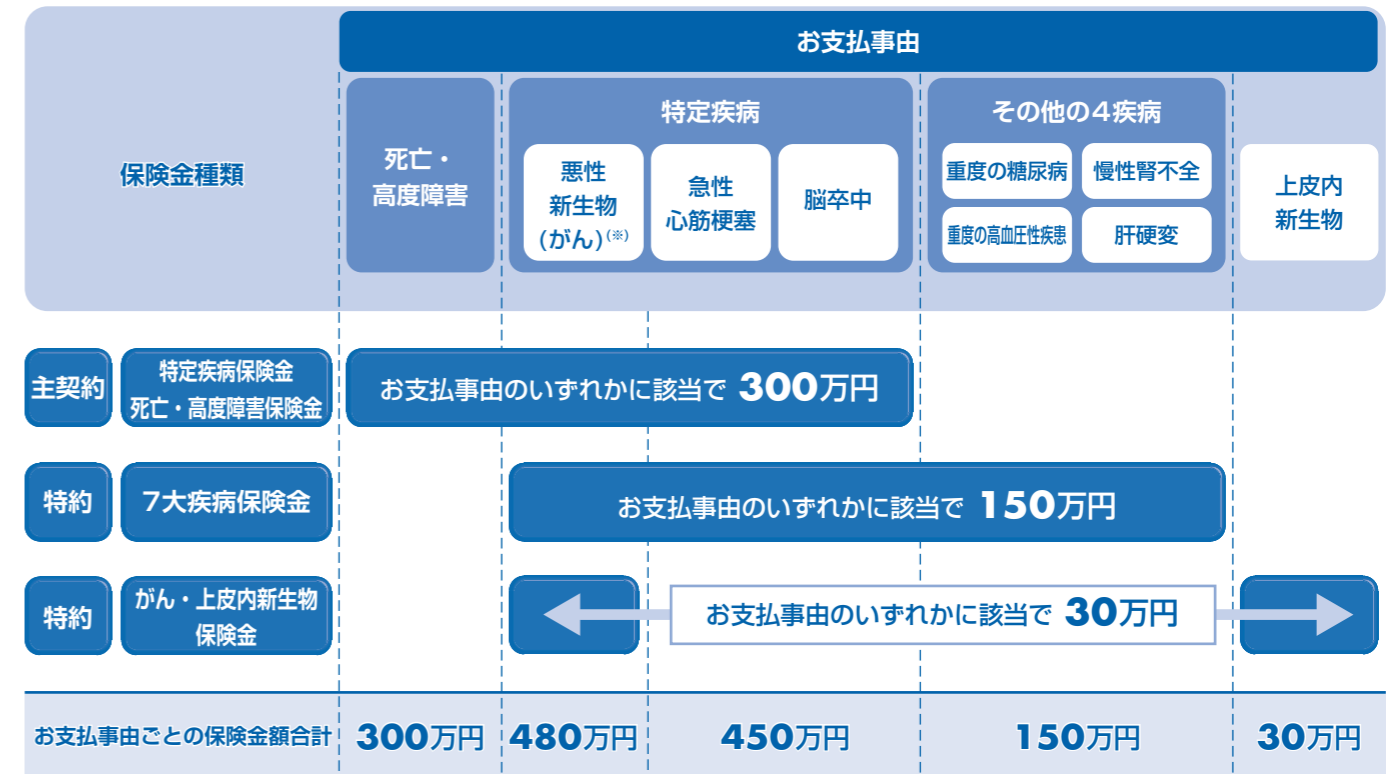 お支払事由
保険金種類
死亡・
高度障害
特定疾病
悪性
新生物
(がん)(※)
急性
心筋梗塞
脳卒中
その他の4疾病
重度の糖尿病
慢性腎不全
重度の高血圧性疾患
肝硬変
上皮内
新生物
主契約
特定疾病保険金
死亡・高度障害保険金
お支払事由のいずれかに該当で 300万円
特約
7大疾病保険金
お支払事由のいずれかに該当で 150万円
特約
がん・上皮内新生物
保険金
お支払事由のいずれかに該当で 30万円
お支払事由ごとの保険金額合計
300万円
480万円
450万円
150万円
30万円